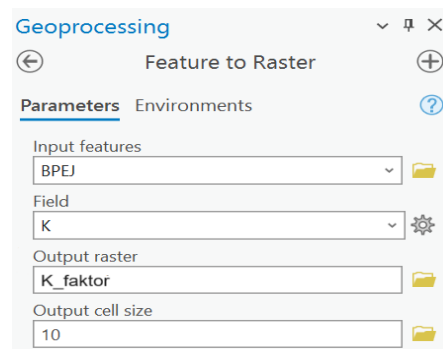 Geoprocessing
Feature to Raster
Parameters Environments
Input features
BPEJ
Field
K
Output raster
K_faktor
Output cell size
10